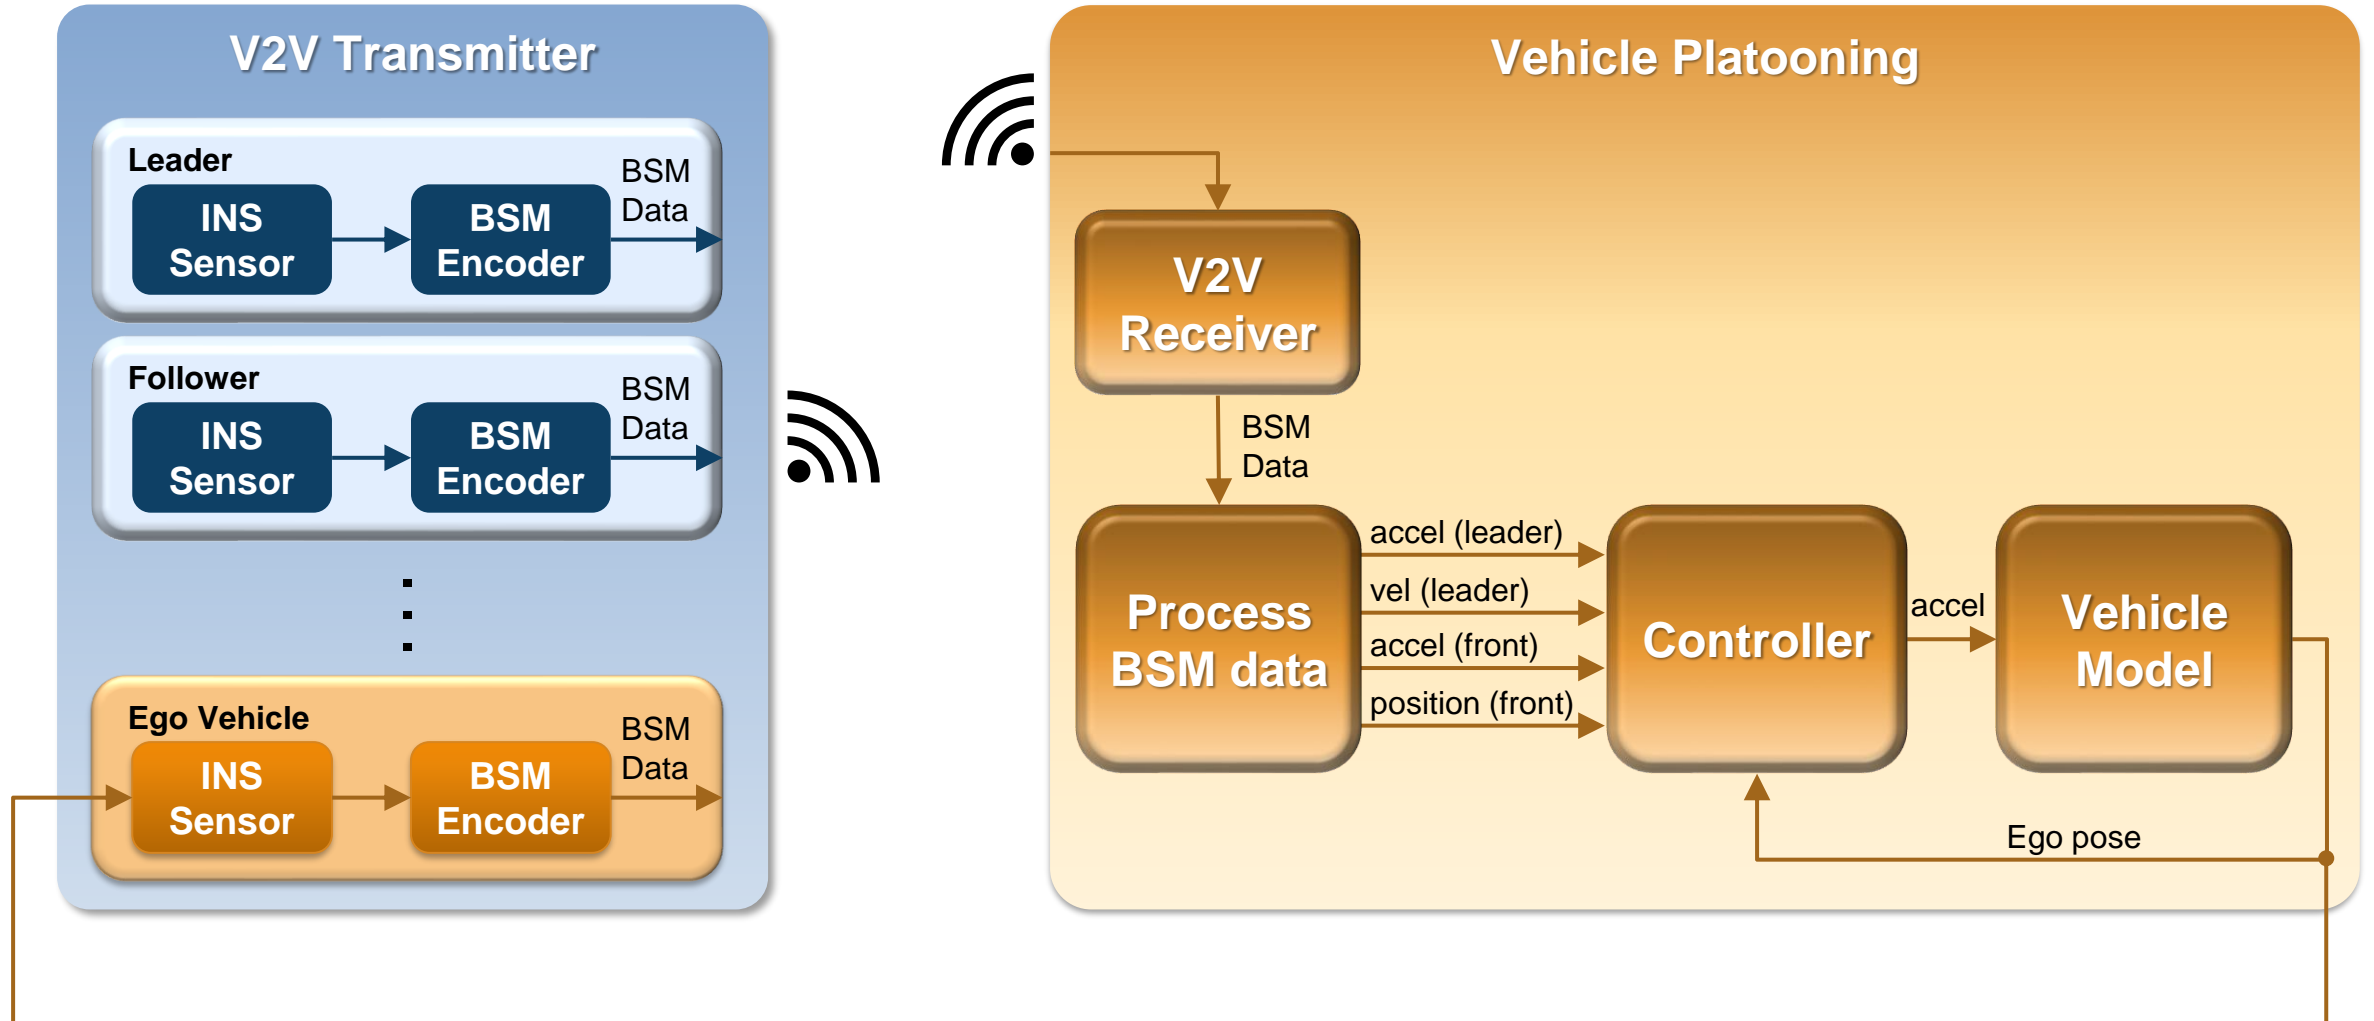 V2V Transmitter
Leader
INS
Sensor
BSM
Encoder
BSM
Data
Follower
INS
Sensor
BSM
Encoder
BSM
Data
Ego Vehicle
INS
Sensor
BSM
Encoder
BSM
Data
Vehicle Platooning
V2V
Receiver
BSM
Data
Process
BSM data
accel (leader)
vel (leader)
accel (front)
position (front)
Controller
accel
Vehicle
Model
Ego pose